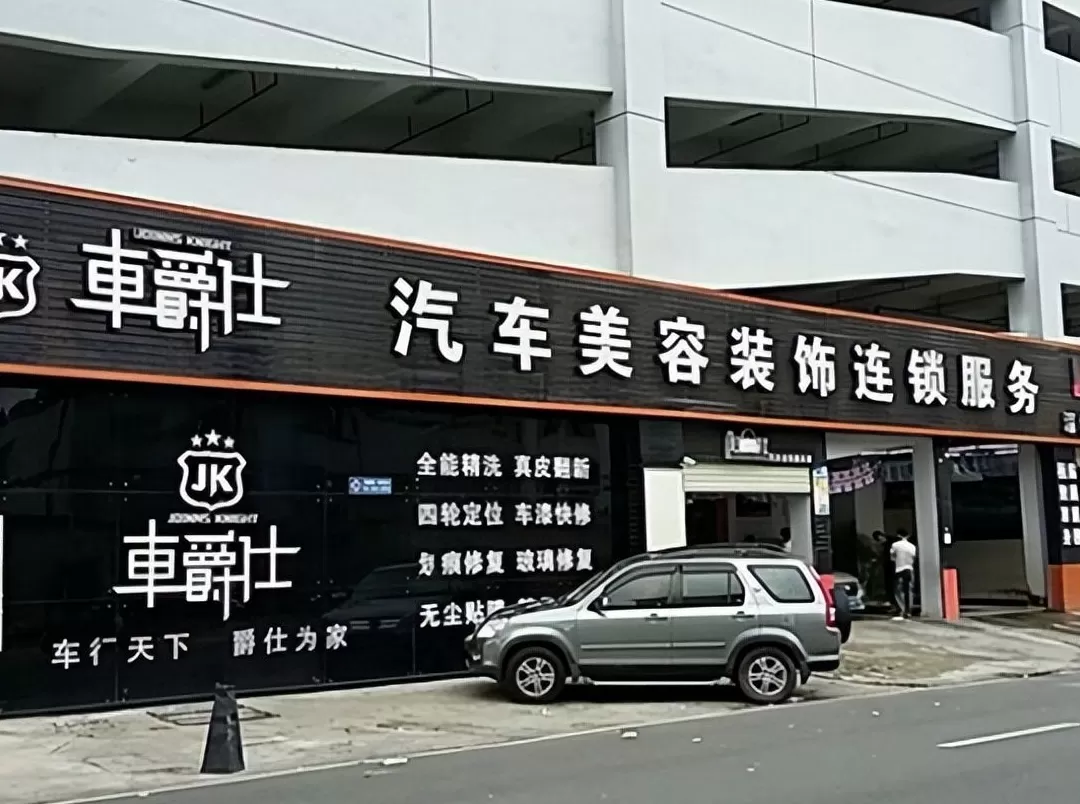 JK
JOINNS KNIGHT
車爵仕
汽车美容装饰连锁服务
JK
JOINNS KNIGHT
車爵仕
车行天下 爵仕为家
全能精洗 真皮翻新
四轮定位 车漆快修
划痕修复 玻璃修复
无尘贴膜